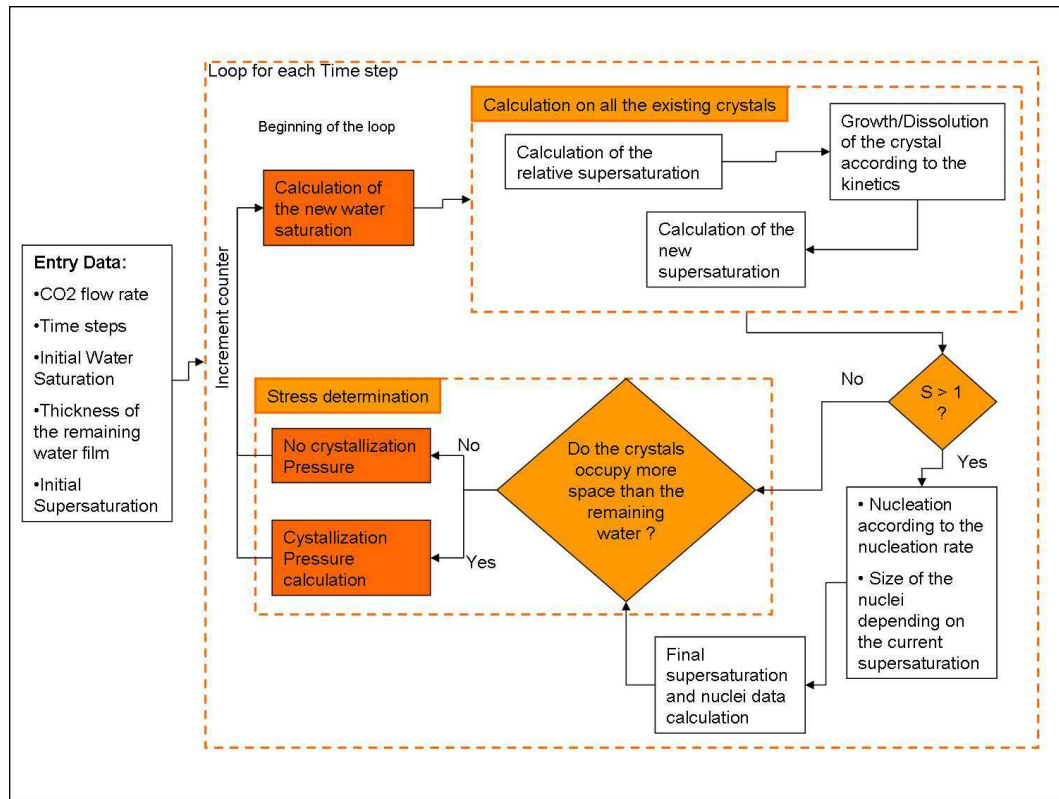 Loop for each Time step
Calculation on all the existing crystals
Beginning of the loop
Calculation of the
relative supersaturation
Growth/Dissolution
of the crystal
according to the
kinetics
Calculation of
the new water
saturation
Calculation of the
new
supersaturation
Entry Data:
•CO2 flow rate
•Time steps
•Initial Water
Saturation
•Thickness of
the remaining
water film
•Initial
Supersaturation
Increment counter
Stress determination
No
S > 1
?
Yes
No crystallization
Pressure
No
Do the crystals
occupy more
space than the
remaining
water ?
Cystallization
Pressure
calculation
Yes
• Nucleation
according to the
nucleation rate
• Size of the
nuclei
depending on
the current
supersaturation
Final
supersaturation
and nuclei data
calculation